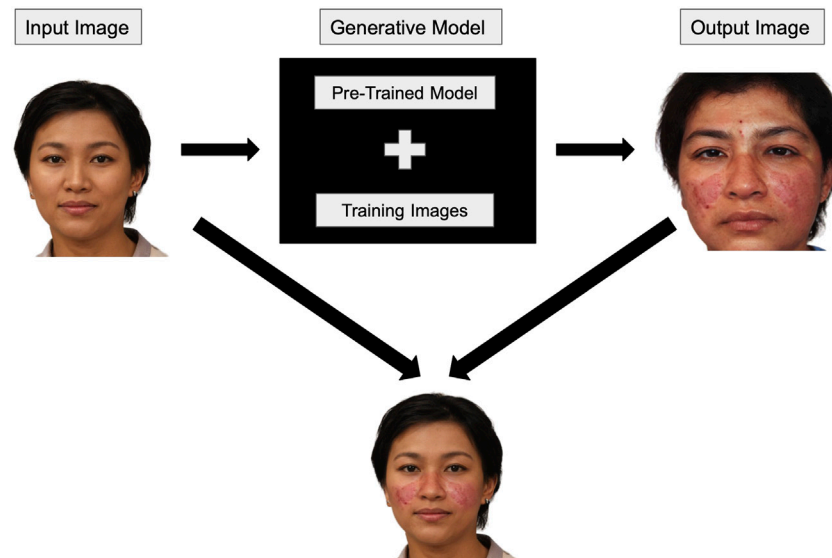 Input Image
Generative Model
Output Image
Pre-Trained Model
Training Images